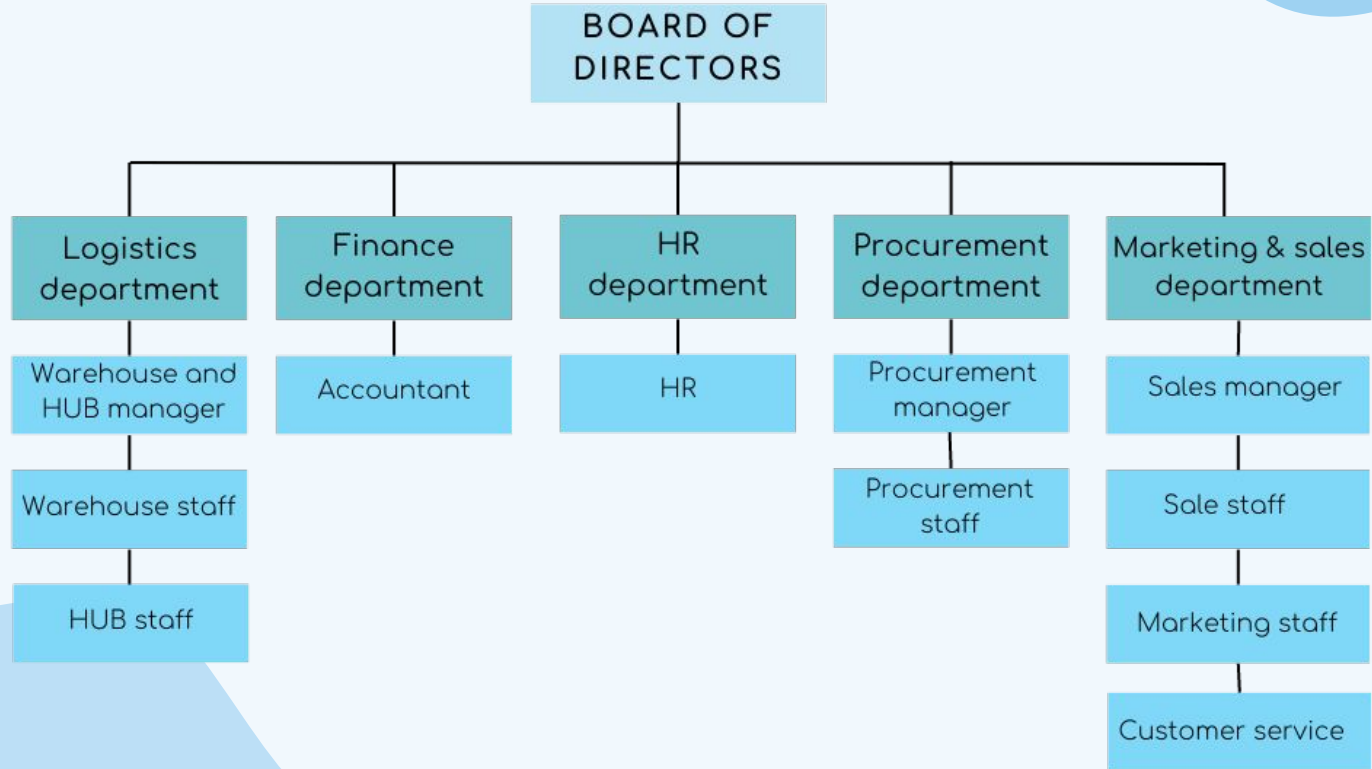 BOARD OF
DIRECTORS
Logistics
department
Finance
department
HR
department
Procurement
department
Marketing & sales
department
Warehouse and
HUB manager
Accountant
HR
Procurement
manager
Sales manager
Warehouse staff
Procurement
staff
Sale staff
HUB staff
Marketing staff
Customer service